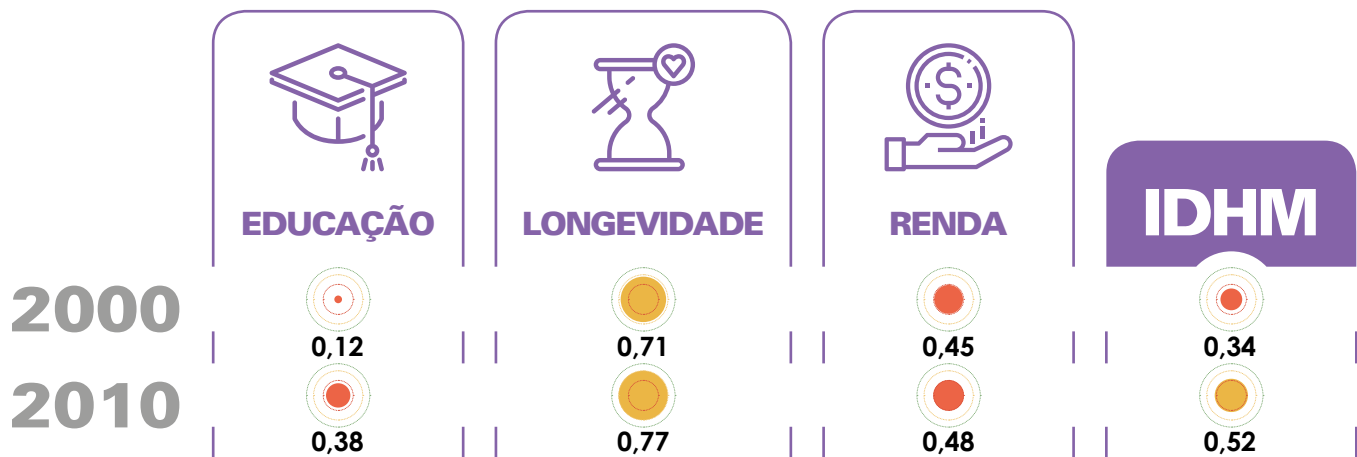 EDUCAÇÃO LONGEVIDADE RENDA IDHM
2000
0,12 0,71 0,45 0,34
2010
0,38 0,77 0,48 0,52